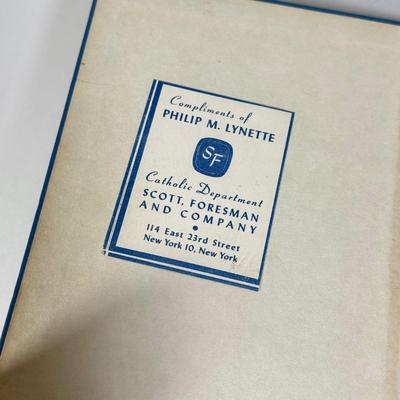 Compliments of
PHILIP M. LYNETTE
SF
Catholic Department
SCOTT, FORESMAN
AND COMPANY
•
114 East 23rd Street
New York 10, New York